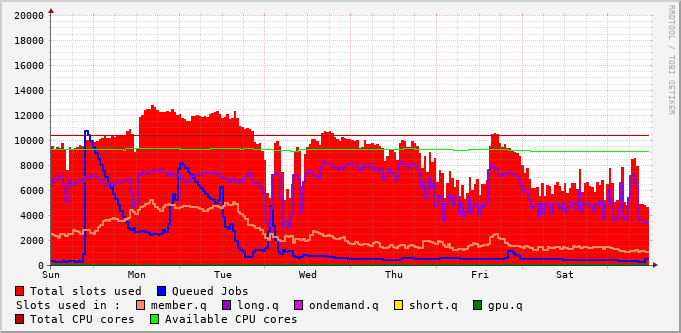 20000
18000
16000
14000
12000
10000
8000
6000
4000
2000
0
Sun Mon Tue Wed Thu Fri Sat
Total slots used Queued Jobs
Slots used in : member.q long.q ondemand.q short.q gpu.q
Total CPU cores Available CPU cores
RRDTOOL / TOBI OETIKER